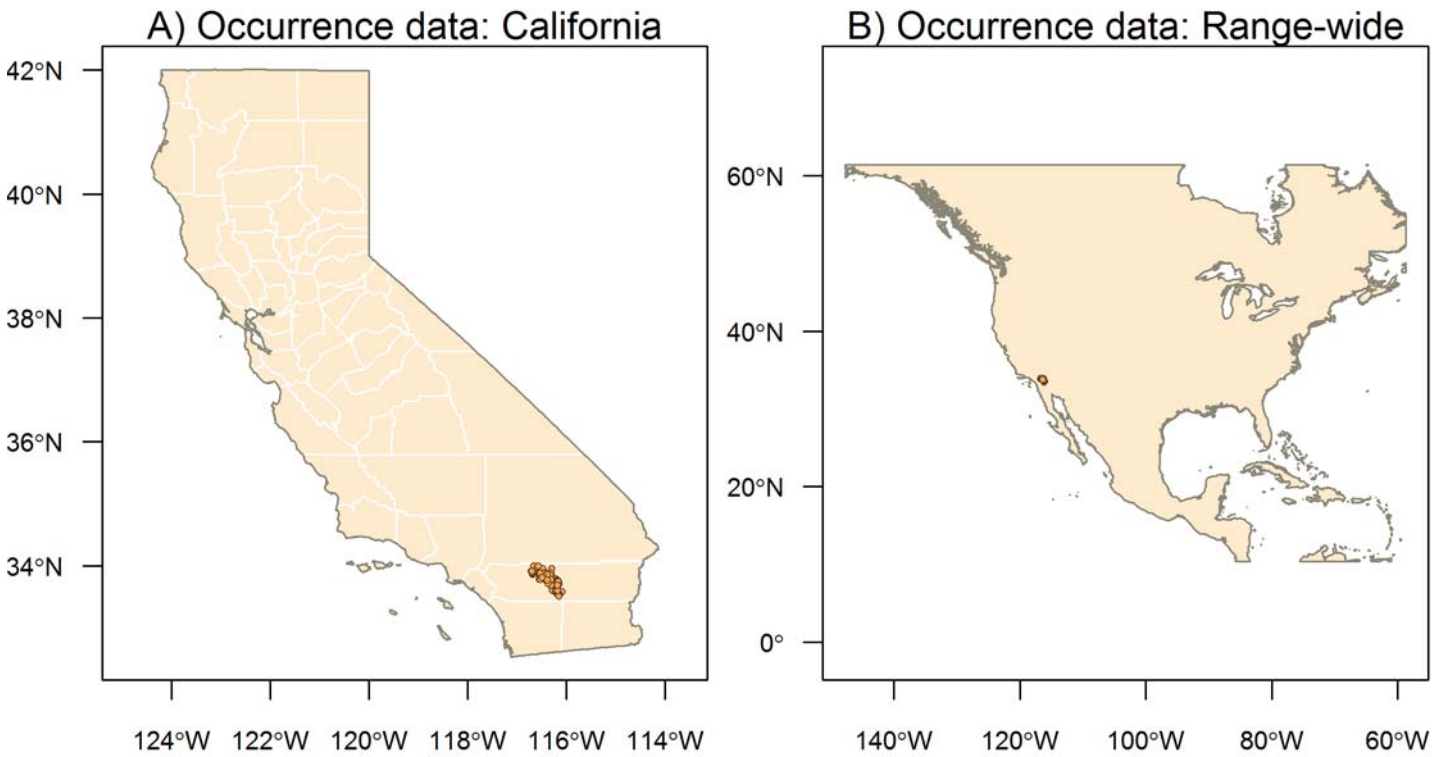 A) Occurrence data: California
42°N
40°N
38°N
36°N
34°N
124°W 122°W 120°W 118°W 116°W 114°W
B) Occurrence data: Range-wide
60°N
40°N
20°N
0°
140°W 120°W 100°W 80°W 60°W